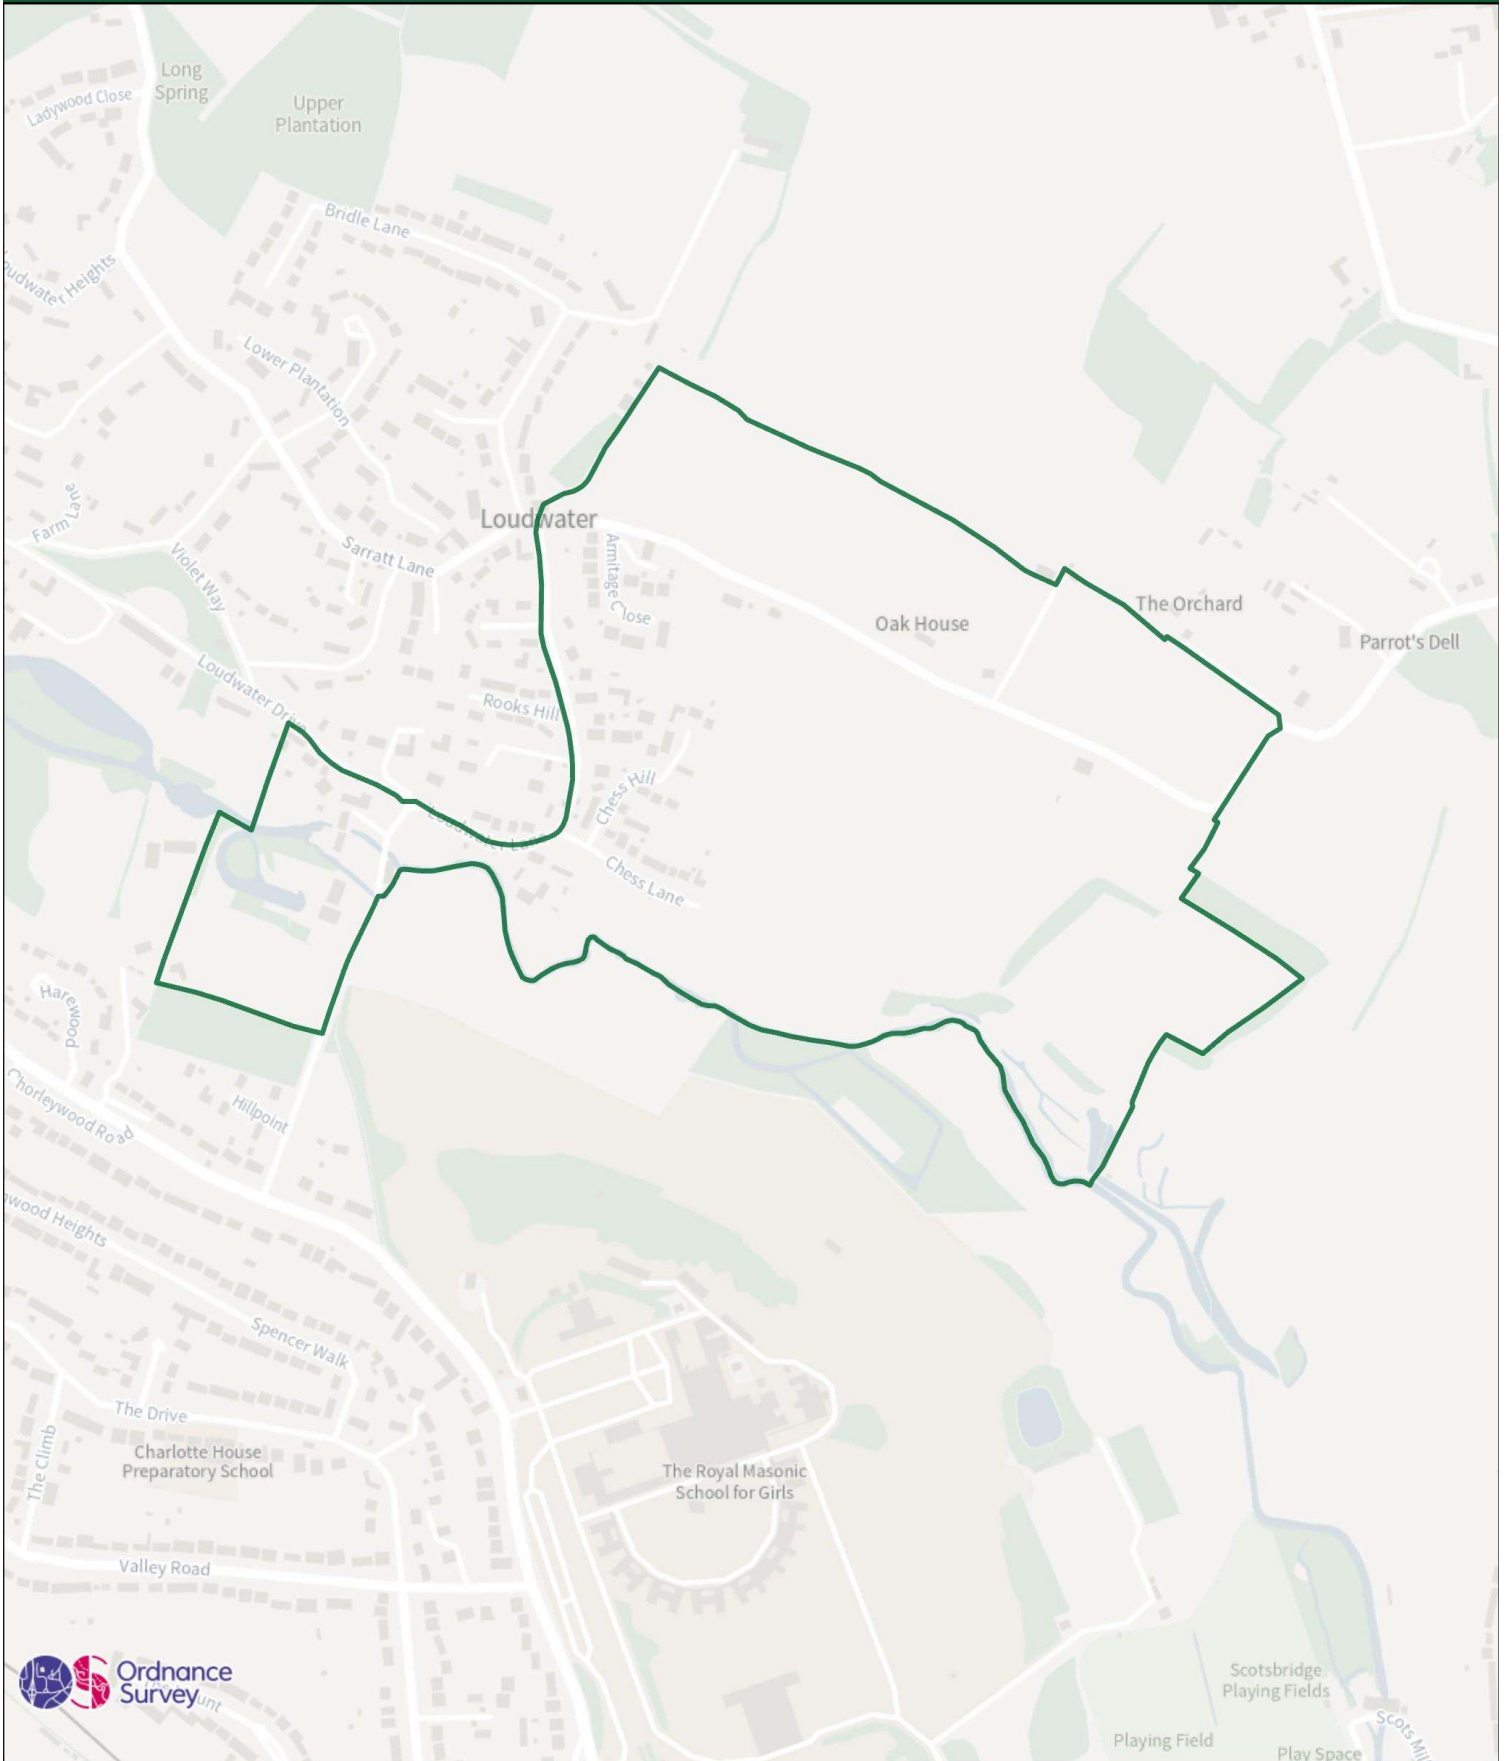 Long
Spring
Upper
Plantation
Ladywood Close
Bridle Lane
Lower Plantation
Farm Lane
Loudwater
Sarratt Lane
Violet Way
Armitage Close
Oak House
The Orchard
Parrot's Dell
Loudwater Drive
Rooks Hill
Chess Hill
Loudwater Lane
Chess Lane
Harewood
Chorleywood Road
Hillpoint
Heights
Spencer Walk
The Drive
The Climb
Charlotte House
Preparatory School
The Royal Masonic
School for Girls
Valley Road
Ordnance
Survey
Scotsbridge
Playing Fields
Playing Field
Play Space